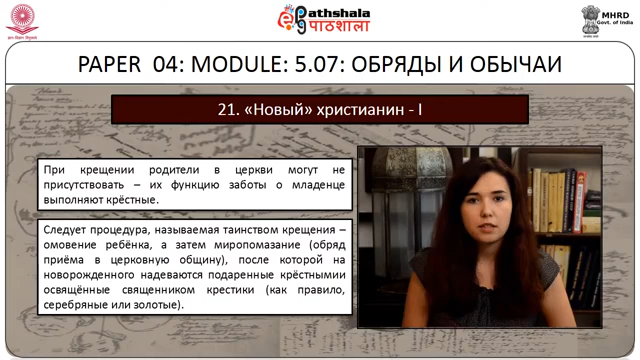 Pathshala
पाठशाला
MHRD
Govt. of India
PAPER 04: MODULE: 5.07: ОБРЯДЫ И ОБЫЧАИ
21. «Новый» христианин - I
При крещении родители в церкви могут не
присутствовать – их функцию заботы о младенце
выполняют крёстные.
Следует процедура, называемая таинством крещения –
омовение ребёнка, а затем миропомазание (обряд
приёма в церковную общину), после которой на
новорожденного надеваются подаренные крёстными
освящённые священником крестики (как правило,
серебряные или золотые).